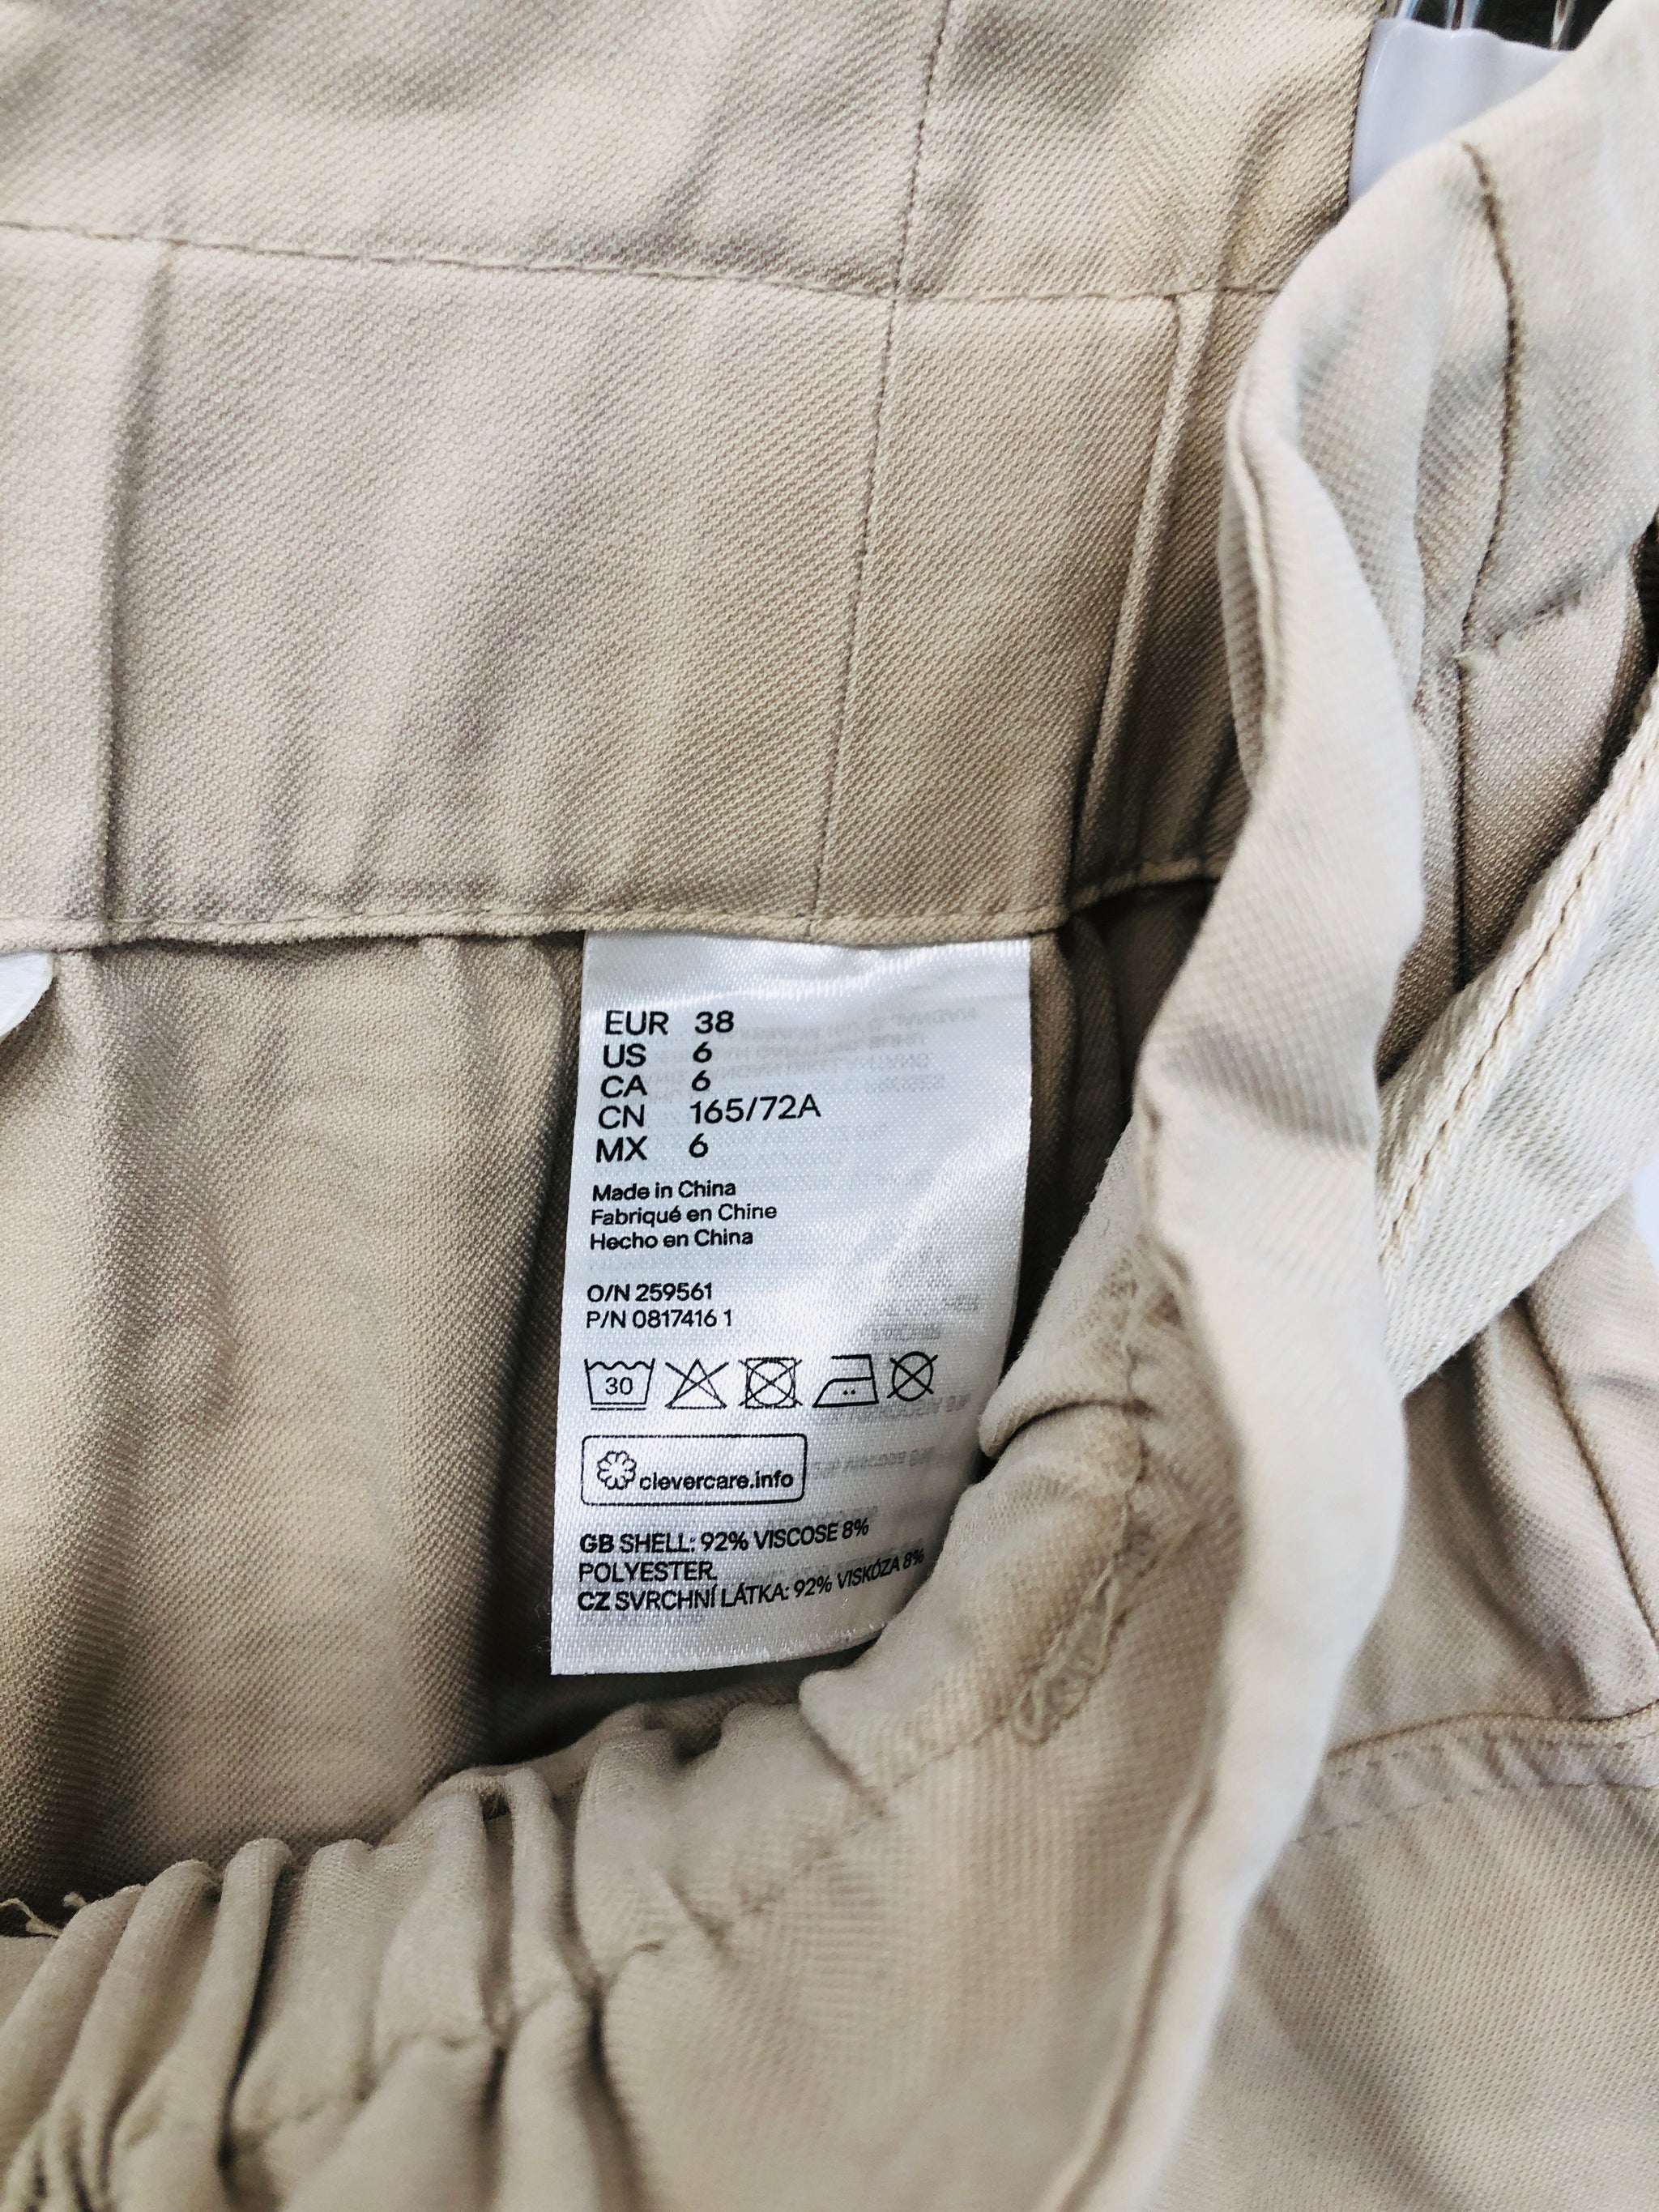 EUR 38
US 6
CA 6
CN 165/72A
MX 6
Made in China
Fabriqué en Chine
Hecho en China
O/N 259561
P/N 0817416 1
30
clevercare.info
GB SHELL: 92% VISCOSE 8%
POLYESTER.
CZ SVRCHNÍ LÁTKA: 92% VISKÓZA 8%